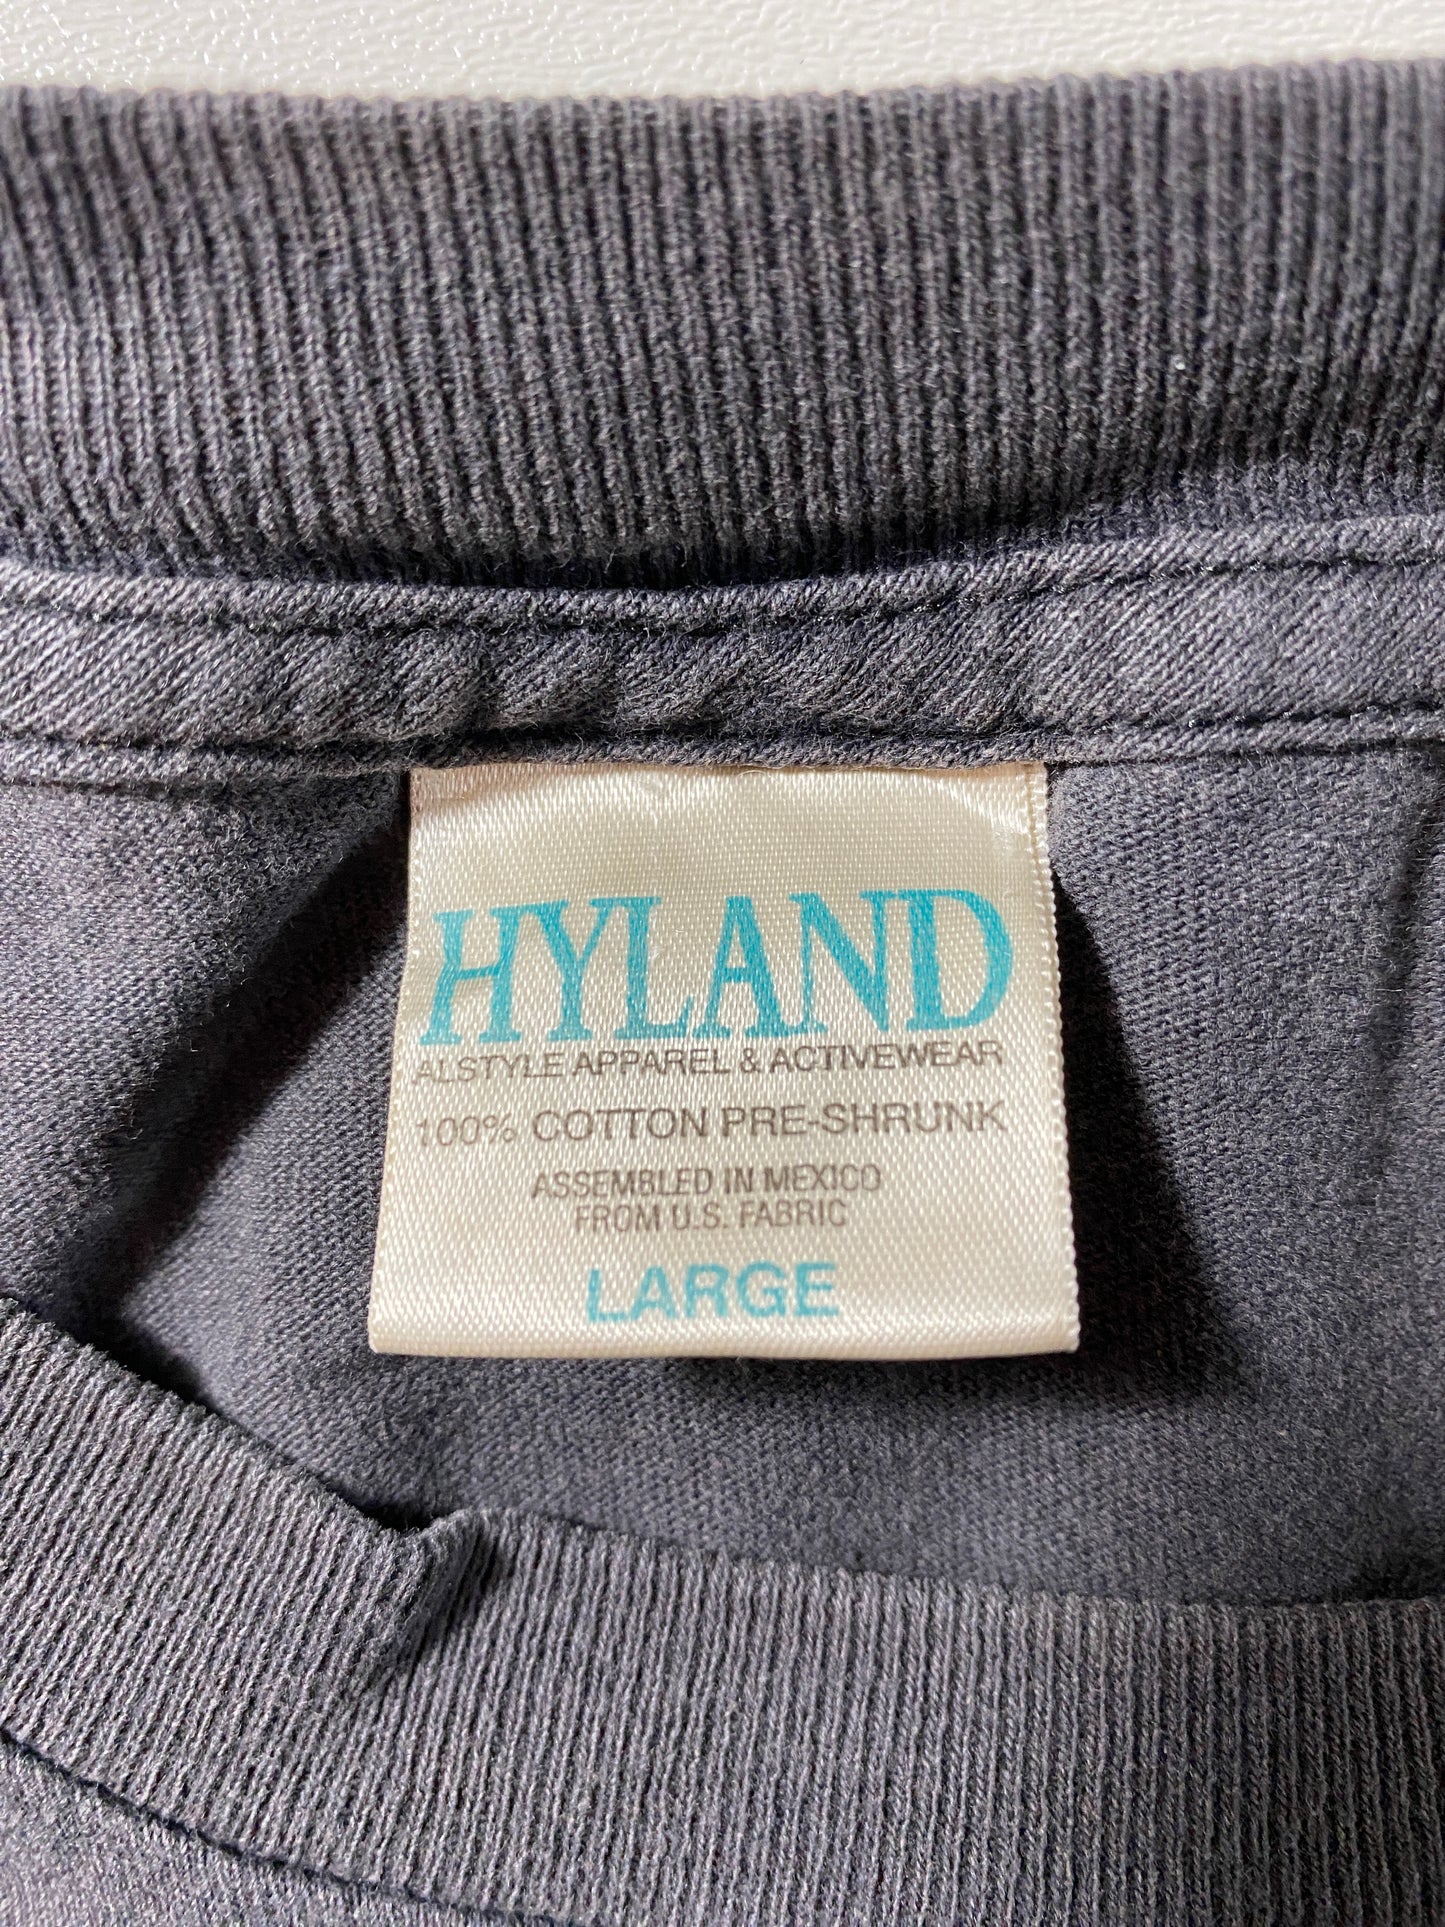 HYLAND
ALSTYLE APPAREL & ACTIVEWEAR
100% COTTON PRE-SHRUNK
ASSEMBLED IN MEXICO
FROM U.S. FABRIC
LARGE